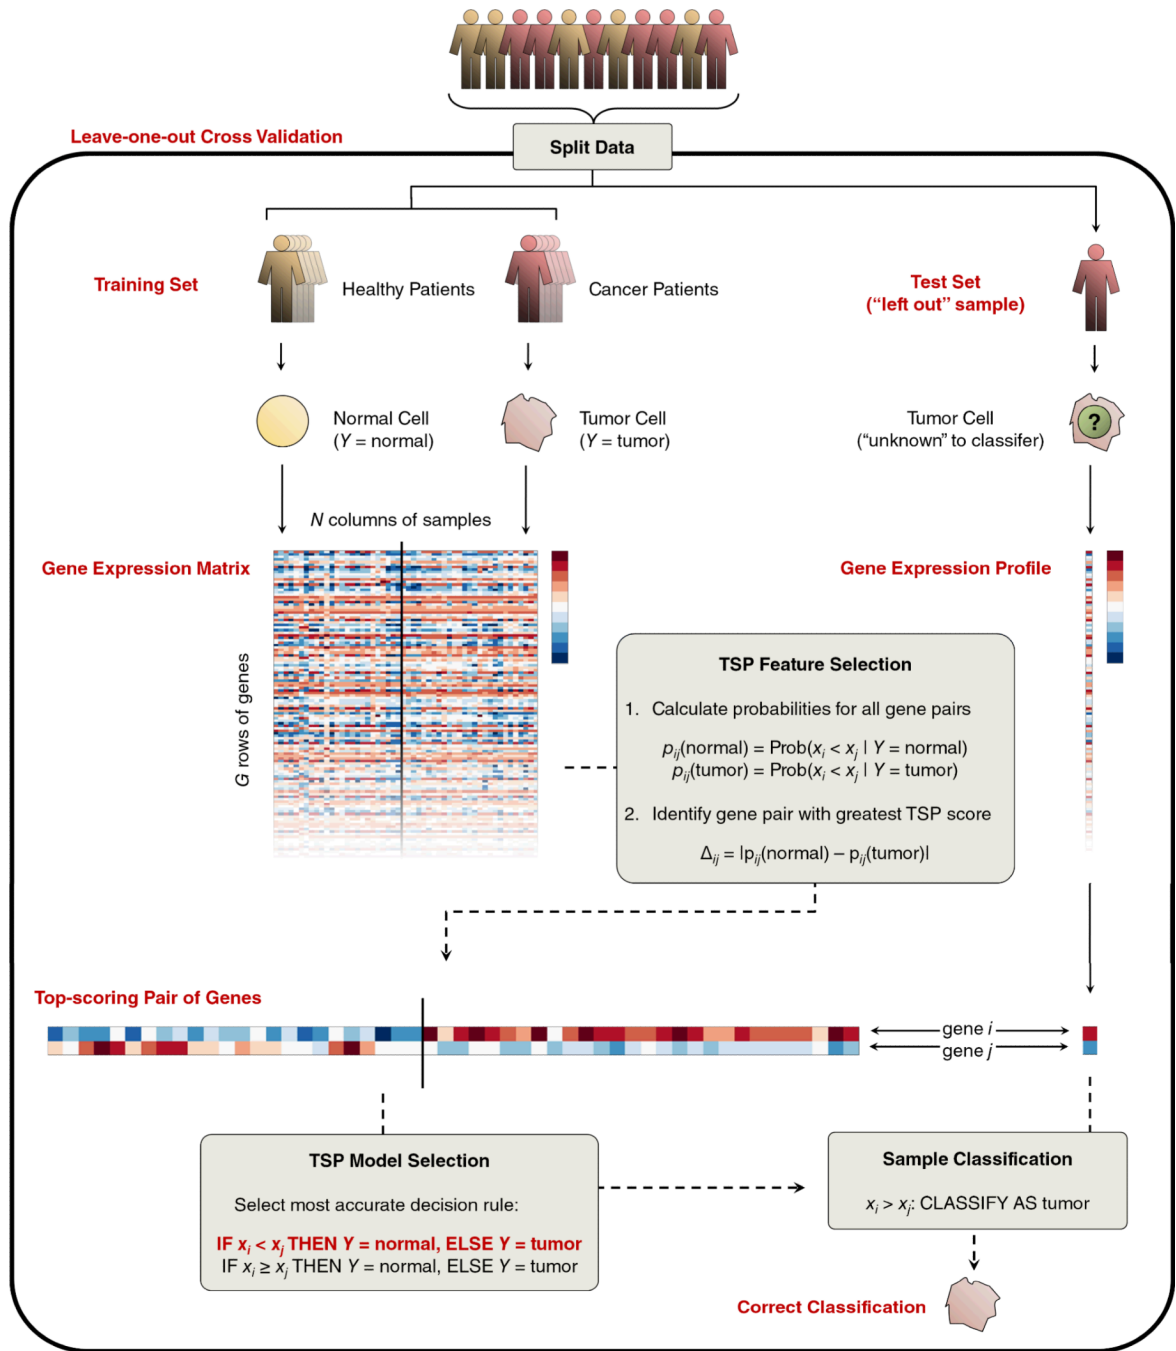 Leave-one-out Cross Validation
Split Data
Training Set
Healthy Patients
Cancer Patients
Test Set
(“left out” sample)
Normal Cell
(Y = normal)
Tumor Cell
(Y = tumor)
Tumor Cell
(“unknown” to classifer)
?
N columns of samples
Gene Expression Matrix
Gene Expression Profile
G rows of genes
TSP Feature Selection
1. Calculate probabilities for all gene pairs
pij(normal) = Prob(xi < xj | Y = normal)
pij(tumor) = Prob(xi < xj | Y = tumor)
2. Identify gene pair with greatest TSP score
Δij = |pij(normal) – pij(tumor)|
Top-scoring Pair of Genes
gene i
gene j
TSP Model Selection
Select most accurate decision rule:
IF xi < xj THEN Y = normal, ELSE Y = tumor
IF xi ≥ xj THEN Y = normal, ELSE Y = tumor
Sample Classification
xi > xj: CLASSIFY AS tumor
Correct Classification